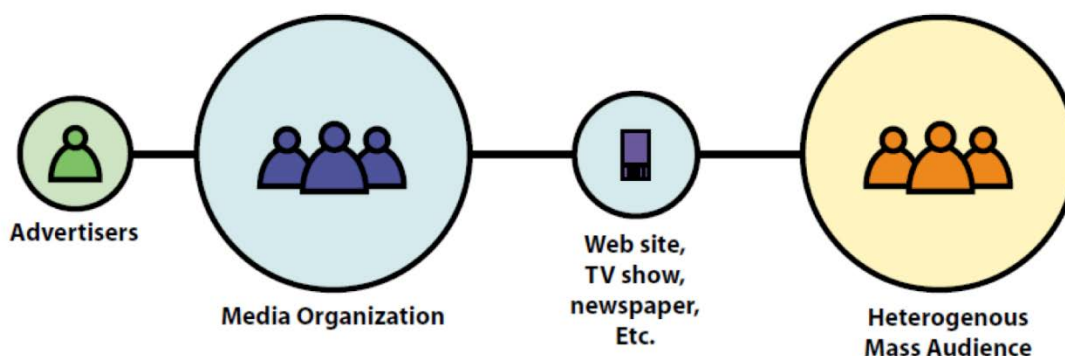 Advertisers
Media Organization
Web site,
TV show,
newspaper,
Etc.
Heterogenous
Mass Audience